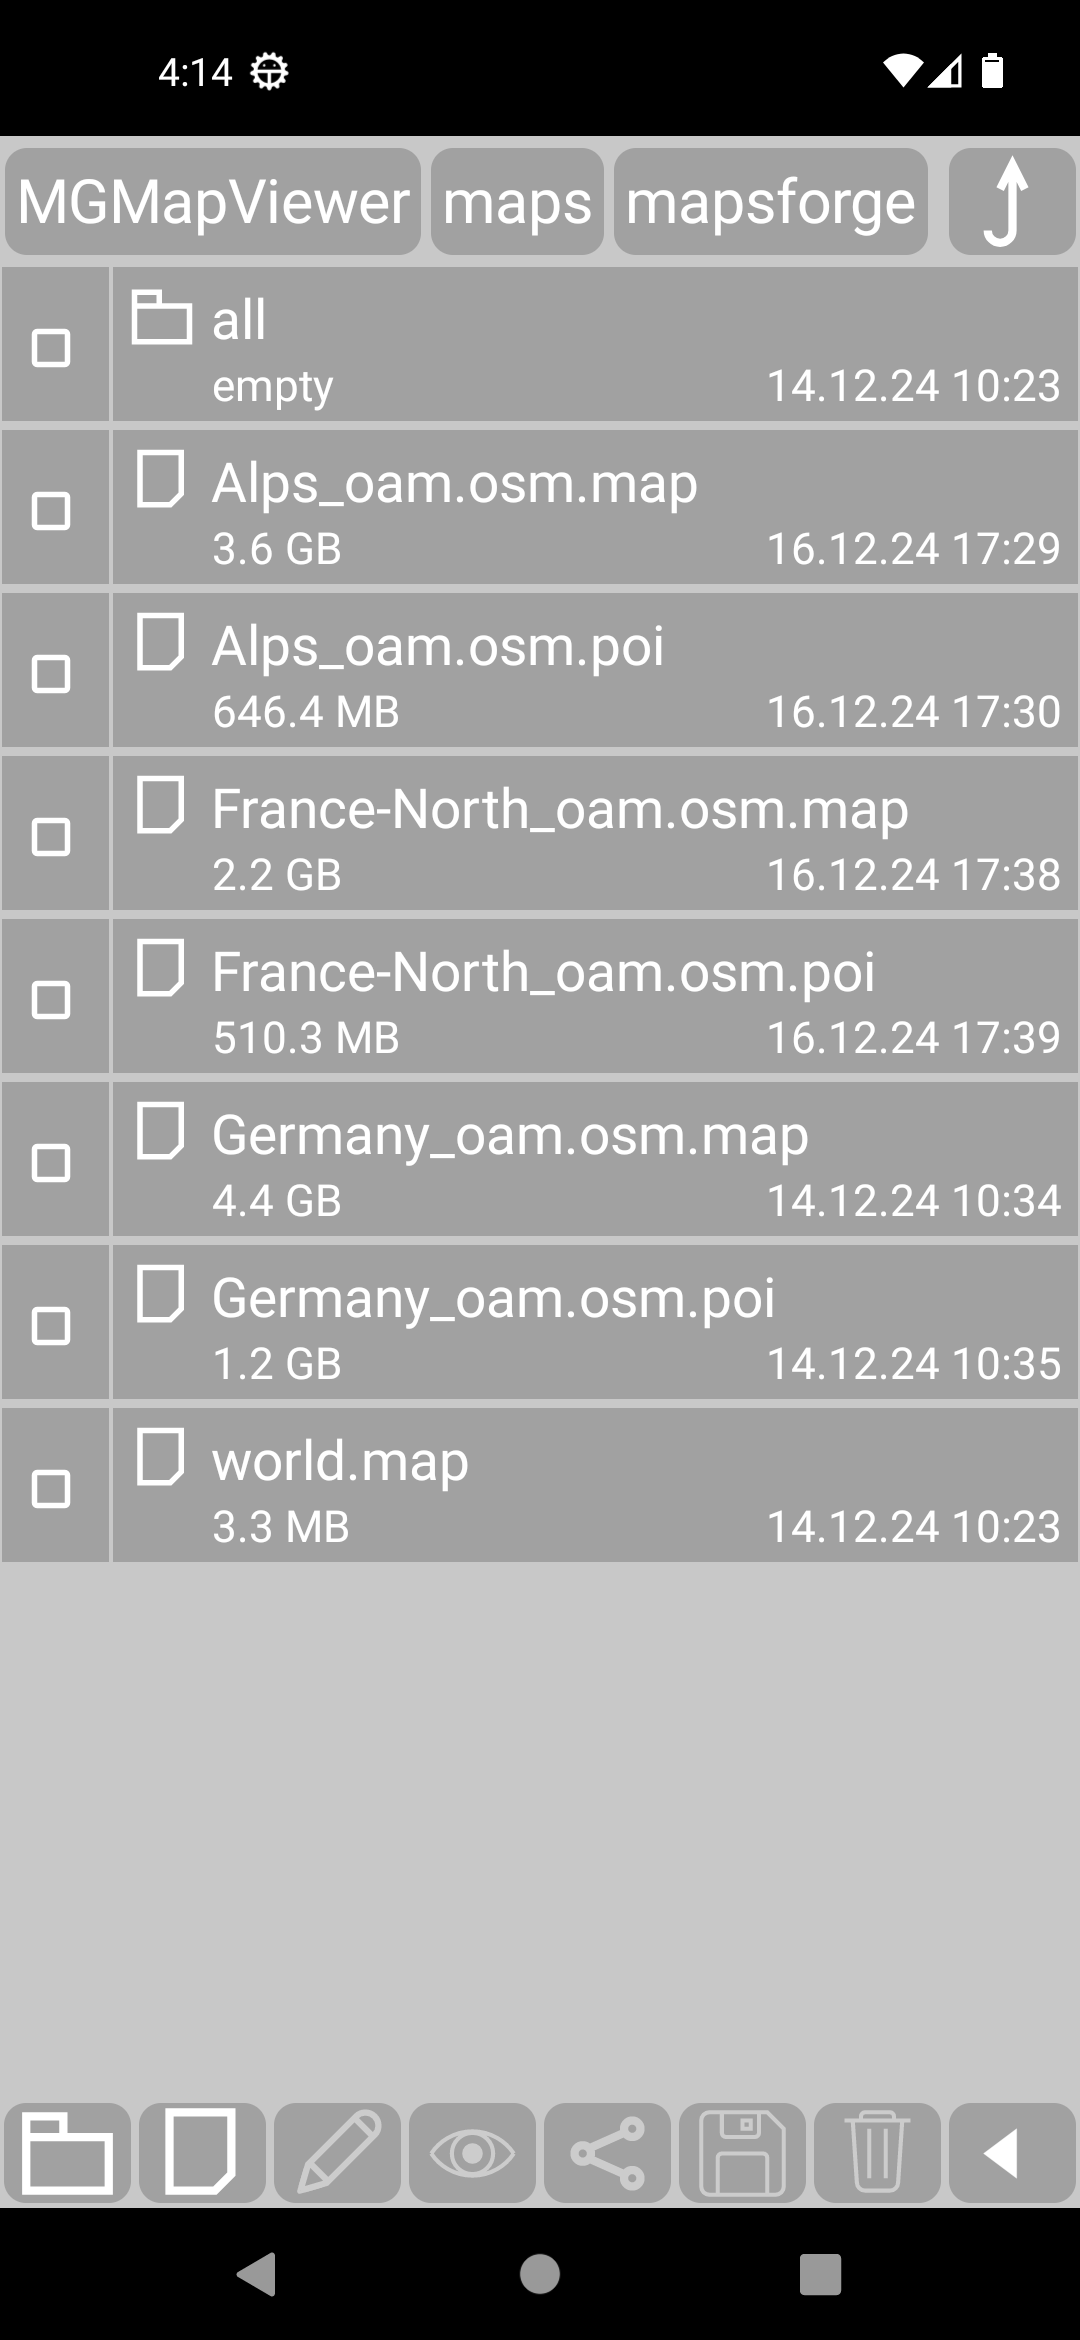 4:14
MGMapViewer maps mapsforge
all
empty 14.12.24 10:23
Alps_oam.osm.map
3.6 GB 16.12.24 17:29
Alps_oam.osm.poi
646.4 MB 16.12.24 17:30
France-North_oam.osm.map
2.2 GB 16.12.24 17:38
France-North_oam.osm.poi
510.3 MB 16.12.24 17:39
Germany_oam.osm.map
4.4 GB 14.12.24 10:34
Germany_oam.osm.poi
1.2 GB 14.12.24 10:35
world.map
3.3 MB 14.12.24 10:23